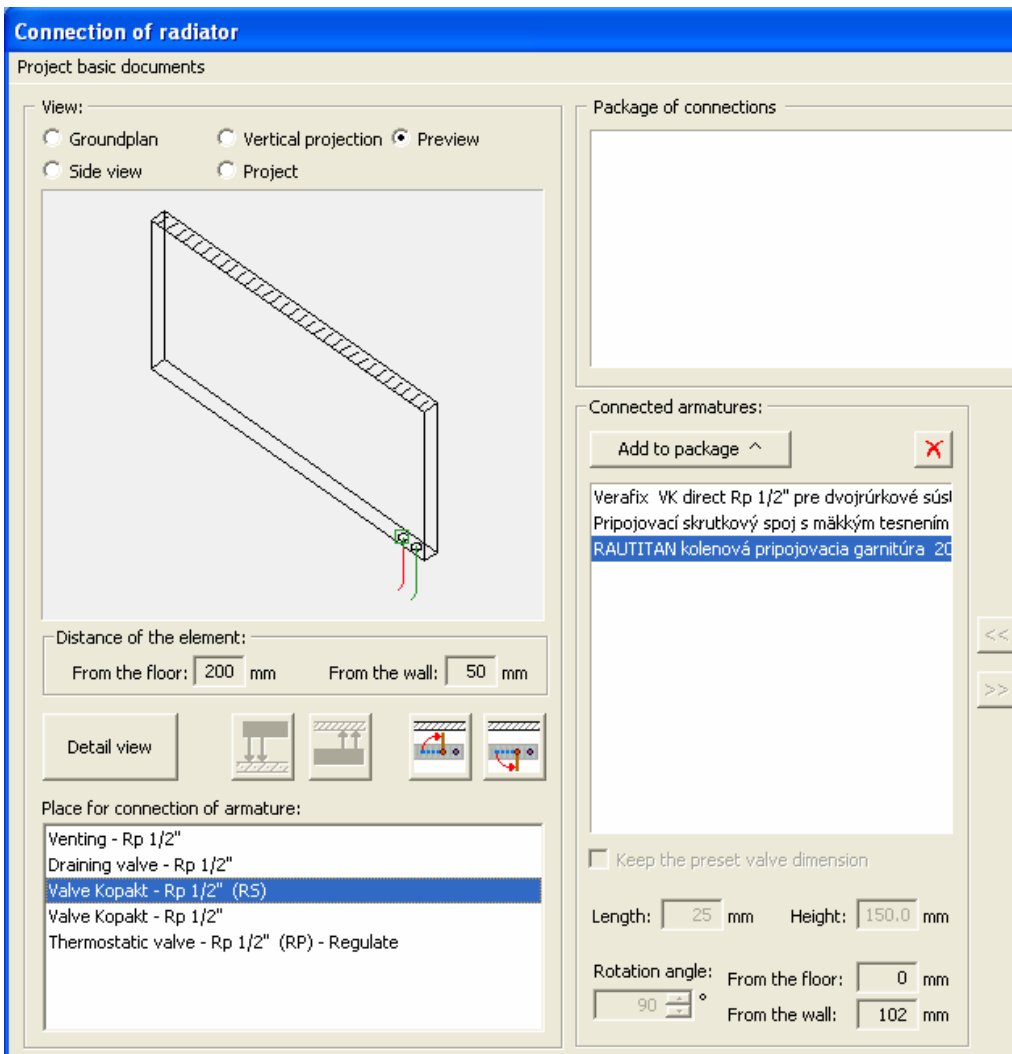 Connection of radiator
Project basic documents
View:
Groundplan
Vertical projection
Preview
Side view
Project
Distance of the element:
From the floor: 200 mm
From the wall: 50 mm
Detail view
Place for connection of armature:
Venting - Rp 1/2"
Draining valve - Rp 1/2"
Valve Kopakt - Rp 1/2" (RS)
Valve Kopakt - Rp 1/2"
Thermostatic valve - Rp 1/2" (RP) - Regulate
Package of connections
Connected armatures:
Add to package ^
X
Verafix VK direct Rp 1/2" pre dvojrúrkové
Pripojovací skrutkový spoj s mäkkým tesnením
RAUTITAN kolenová pripojovacia garnitúra 20
Keep the preset valve dimension
Length: 25 mm
Height: 150.0 mm
Rotation angle:
90 °
From the floor: 0 mm
From the wall: 102 mm
<<
>>